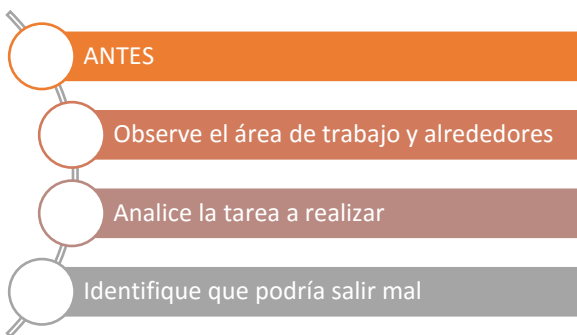 ANTES
Observe el área de trabajo y alrededores
Analice la tarea a realizar
Identifique que podría salir mal